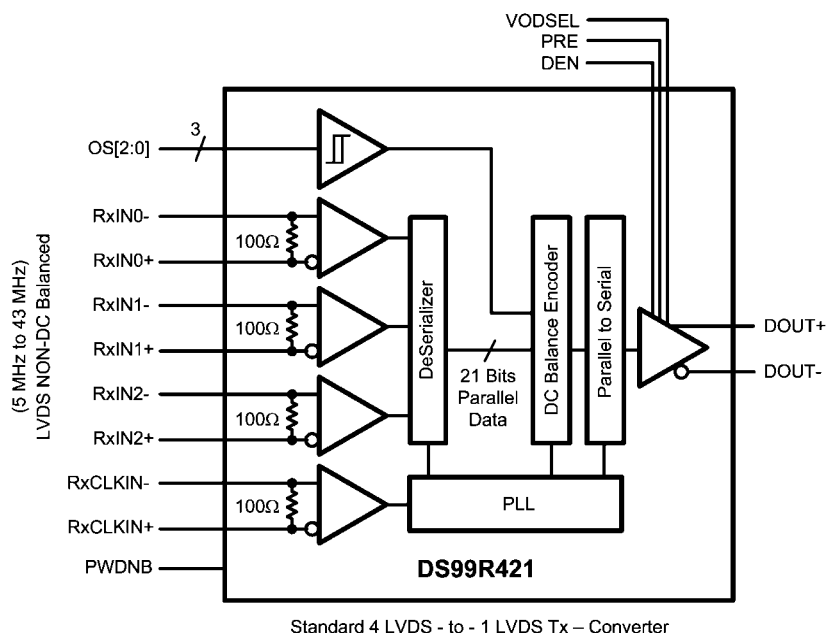 VODSEL
PRE
DEN
3
OS[2:0]
RxIN0-
100Ω
RxIN0+
RxIN1-
100Ω
RxIN1+
RxIN2-
100Ω
RxIN2+
RxCLKIN-
100Ω
RxCLKIN+
PWDNB
(5 MHz to 43 MHz)
LVDS NON-DC Balanced
DeSerializer
21 Bits
Parallel
Data
DC Balance Encoder
Parallel to Serial
DOUT+
DOUT-
PLL
DS99R421
Standard 4 LVDS - to - 1 LVDS Tx – Converter